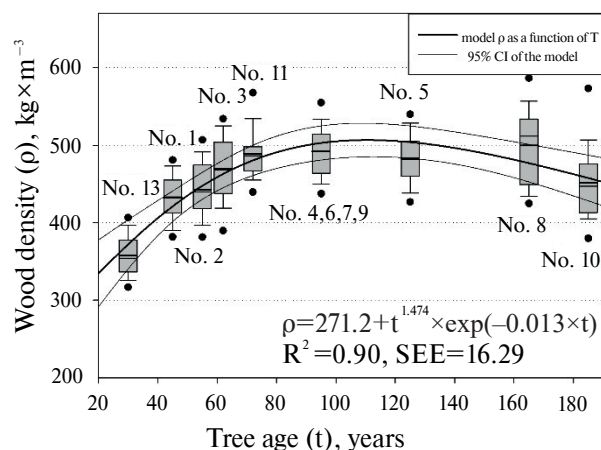 model ρ as a function of T
95% CI of the model
600
500
400
300
200
Wood density (ρ), kg×m⁻³
No. 11
No. 3
No. 5
No. 1
No. 13
No. 4,6,7,9
No. 8
No. 2
No. 10
ρ=271.2+t^1.474×exp(–0.013×t)
R²=0.90, SEE=16.29
20 40 60 80 100 120 140 160 180
Tree age (t), years